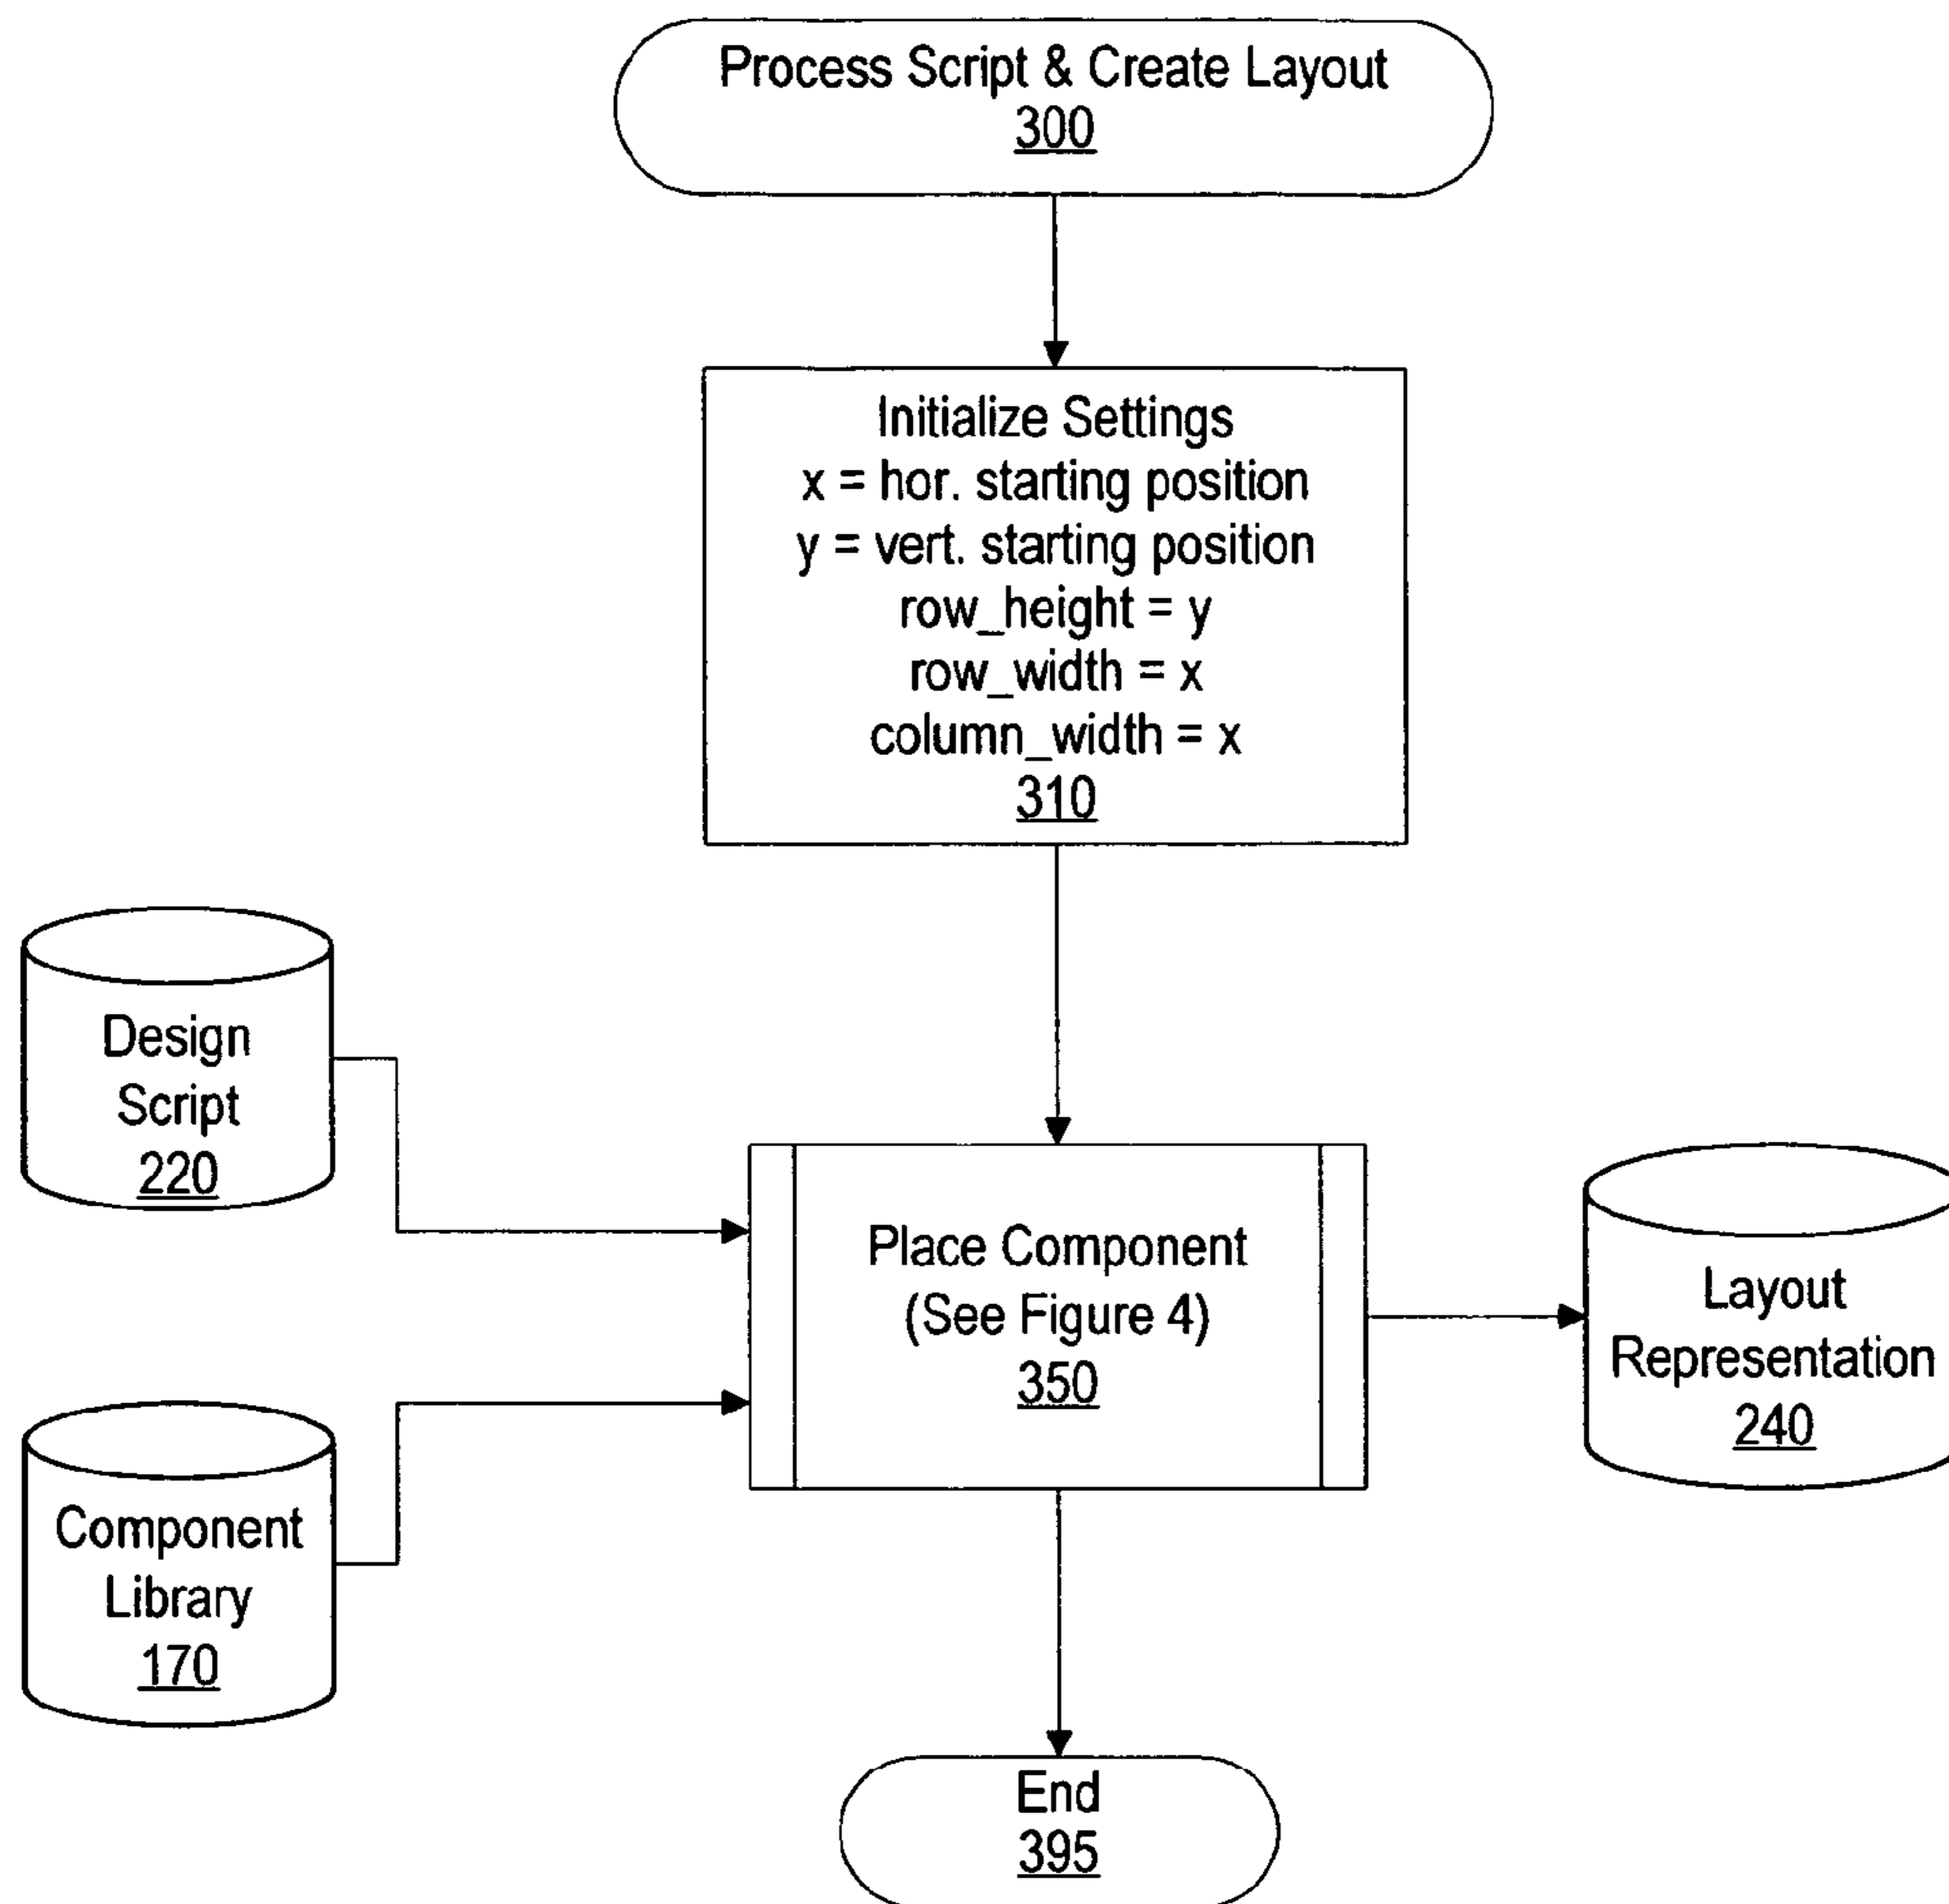 Process Script & Create Layout
300
Initialize Settings
x = hor. starting position
y = vert. starting position
row_height = y
row_width = x
column_width = x
310
Design
Script
220
Place Component
(See Figure 4)
350
Layout
Representation
240
Component
Library
170
End
395